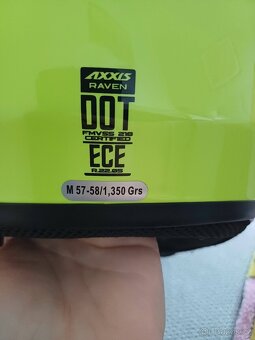 AXXIS
RAVEN
DOT
FMVSS 218
CERTIFIED
ECE
R.22.05
M 57-58/1,350 Grs